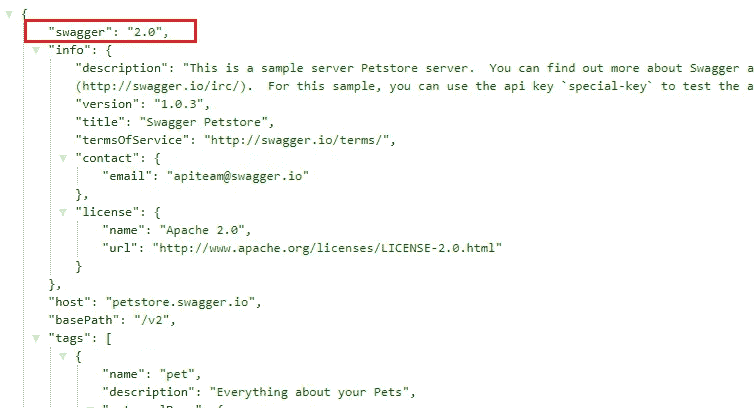 {
"swagger": "2.0",
"info": {
"description": "This is a sample server Petstore server.  You can find out more about Swagger a
(http://swagger.io/irc/).  For this sample, you can use the api key `special-key` to test the a
"version": "1.0.3",
"title": "Swagger Petstore",
"termsOfService": "http://swagger.io/terms/",
"contact": {
"email": "apiteam@swagger.io"
},
"license": {
"name": "Apache 2.0",
"url": "http://www.apache.org/licenses/LICENSE-2.0.html"
}
},
"host": "petstore.swagger.io",
"basePath": "/v2",
"tags": [
{
"name": "pet",
"description": "Everything about your Pets",